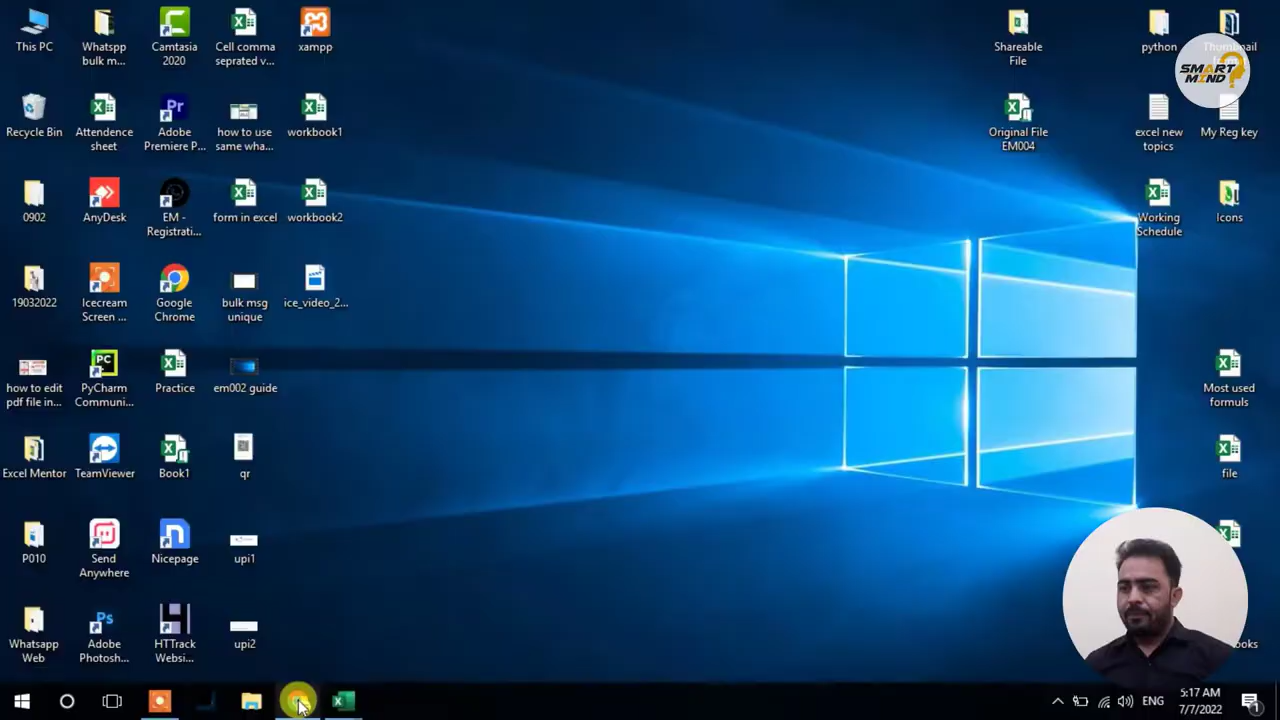 This PC
Whatspp
bulk m...
Camtasia
2020
Cell comma
seprated v...
xampp
Shareable
File
python
Thumbnail
SMART
MIND
Recycle Bin
Attendence
sheet
Adobe
Premiere P...
how to use
same wha...
workbook1
Original File
EM004
excel new
topics
My Reg key
0902
AnyDesk
EM -
Registrati...
form in excel
workbook2
Working
Schedule
Icons
19032022
Icecream
Screen ...
Google
Chrome
bulk msg
unique
ice_video_2...
how to edit
pdf file in...
PyCharm
Communi...
Practice
em002 guide
Most used
formuls
Excel Mentor
TeamViewer
Book1
qr
file
P010
Send
Anywhere
Nicepage
upi1
Whatsapp
Web
Adobe
Photosh...
HTTrack
Websi...
upi2
ENG
5:17 AM
7/7/2022